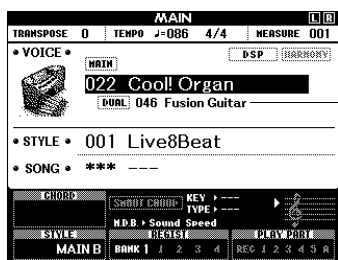 MAIN L R
TRANSPOSE 0 TEMPO ♩=086 4/4 MEASURE 001
• VOICE • DSP HARMONY
MAIN
022 Cool! Organ
DUAL 046 Fusion Guitar
• STYLE • 001 Live8Beat
• SONG • *** ---
CHORD
SMART CHORD KEY ▸ ---
TYPE ▸ ---
M.D.B. ▸ Sound Speed
STYLE REGIST PLAY PART
MAIN B BANK 1 1 2 3 4 REC 1 2 3 4 5 A